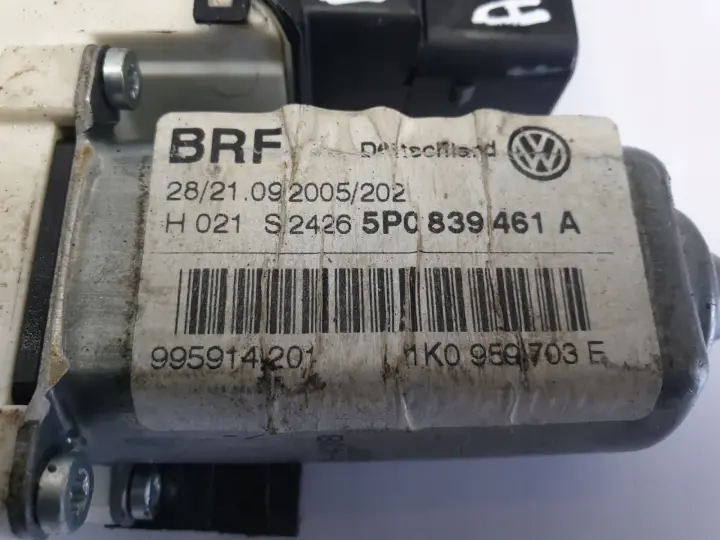 BRF Deutschland
28/21.09.2005/202
H 021 S 2426 5P0 839 461 A
995914 201 1K0 959 703 E